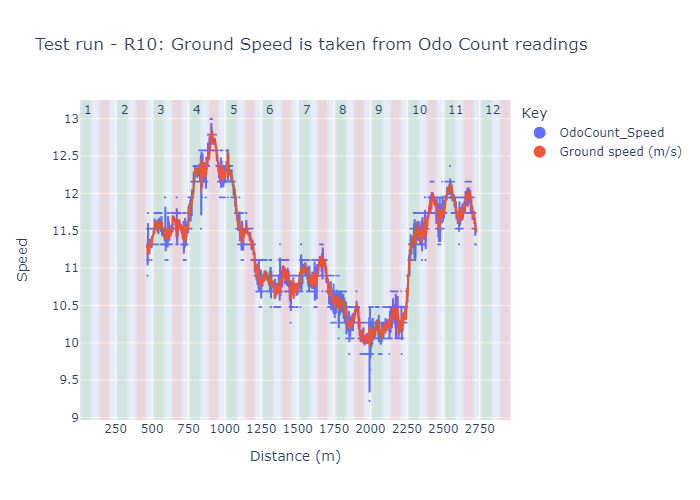 Test run - R10: Ground Speed is taken from Odo Count readings
1 2 3 4 5 6 7 8 9 10 11 12
Key
OdoCount_Speed
Ground speed (m/s)
13
12.5
12
11.5
11
10.5
10
9.5
9
Speed
250 500 750 1000 1250 1500 1750 2000 2250 2500 2750
Distance (m)